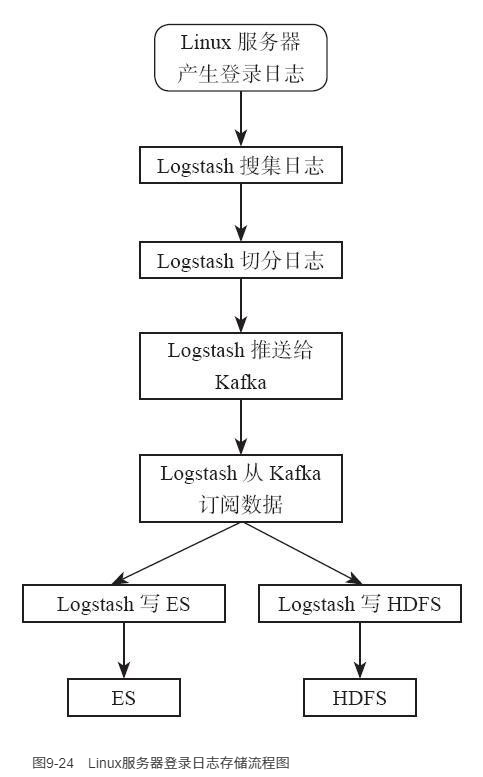 Linux 服务器
产生登录日志
Logstash 搜集日志
Logstash 切分日志
Logstash 推送给
Kafka
Logstash 从 Kafka
订阅数据
Logstash 写 ES
Logstash 写 HDFS
ES
HDFS
图9-24 Linux服务器登录日志存储流程图